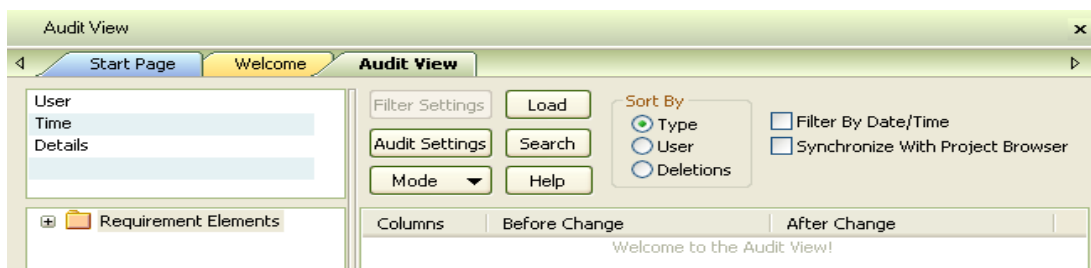 Audit View
Start Page Welcome Audit View
User
Time
Details
Requirement Elements
Filter Settings Load
Audit Settings Search
Mode Help
Sort By
Type
User
Deletions
Filter By Date/Time
Synchronize With Project Browser
Columns Before Change After Change
Welcome to the Audit View!